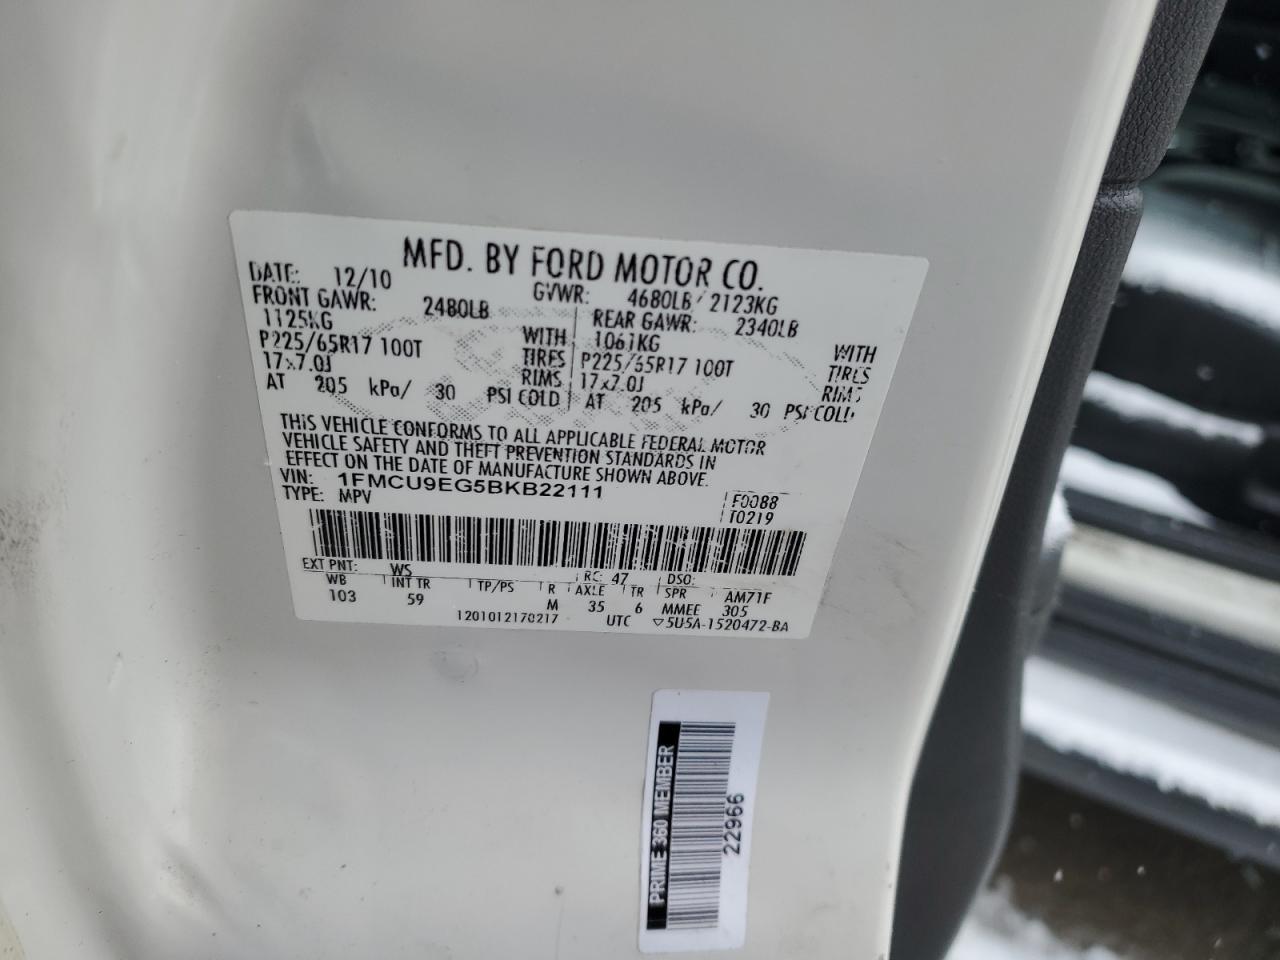 MFD. BY FORD MOTOR CO.
DATE: 12/10 GVWR: 4680LB / 2123KG
FRONT GAWR: 2480LB REAR GAWR: 2340LB
1125KG WITH 1061KG WITH
P225/65R17 100T TIRES P225/65R17 100T TIRES
17x7.0J RIMS 17x7.0J RIMS
AT 205 kPa/ 30 PSI COLD AT 205 kPa/ 30 PSI COLD
THIS VEHICLE CONFORMS TO ALL APPLICABLE FEDERAL MOTOR
VEHICLE SAFETY AND THEFT PREVENTION STANDARDS IN
EFFECT ON THE DATE OF MANUFACTURE SHOWN ABOVE.
VIN: 1FMCU9EG5BKB22111 F0088
TYPE: MPV T0219
EXT PNT: WS RC: 47 DSO:
WB INT TR TP/PS R AXLE TR SPR AM71F
103 59 M 35 6 MMEE 305
1201012170217 UTC ▽5U5A-1520472-BA
PRIME 360 MEMBER
22966